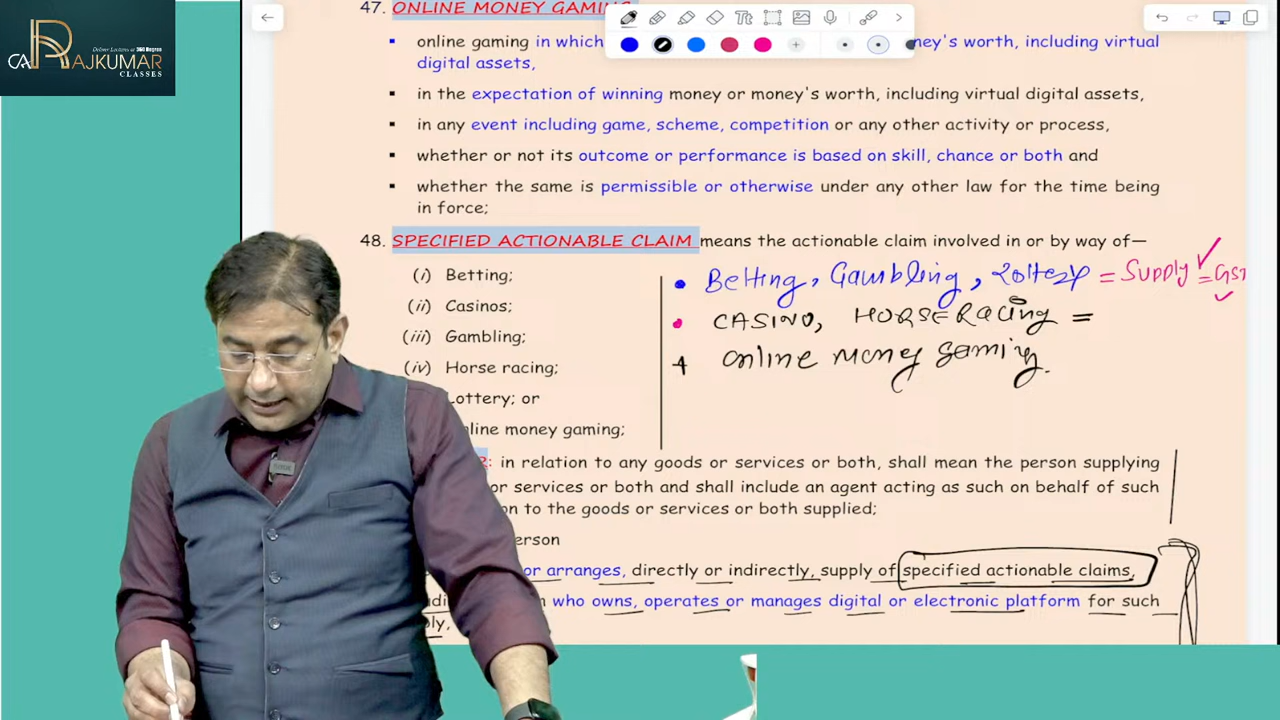 Deliver Lectures at 360 Degree
CA RAJKUMAR
CLASSES
47. ONLINE MONEY GAMING
online gaming in which
ney's worth, including virtual
digital assets,
in the expectation of winning money or money's worth, including virtual digital assets,
in any event including game, scheme, competition or any other activity or process,
whether or not its outcome or performance is based on skill, chance or both and
whether the same is permissible or otherwise under any other law for the time being
in force;
48. SPECIFIED ACTIONABLE CLAIM means the actionable claim involved in or by way of—
(i) Betting;
(ii) Casinos;
(iii) Gambling;
(iv) Horse racing;
Lottery; or
nline money gaming;
Betting, Gambling, Lottery = Supply = GST
CASINO, HORSE Racing =
+ online money gaming.
R: in relation to any goods or services or both, shall mean the person supplying
or services or both and shall include an agent acting as such on behalf of such
on to the goods or services or both supplied;
erson
or arranges, directly or indirectly, supply of specified actionable claims,
who owns, operates or manages digital or electronic platform for such
ply,